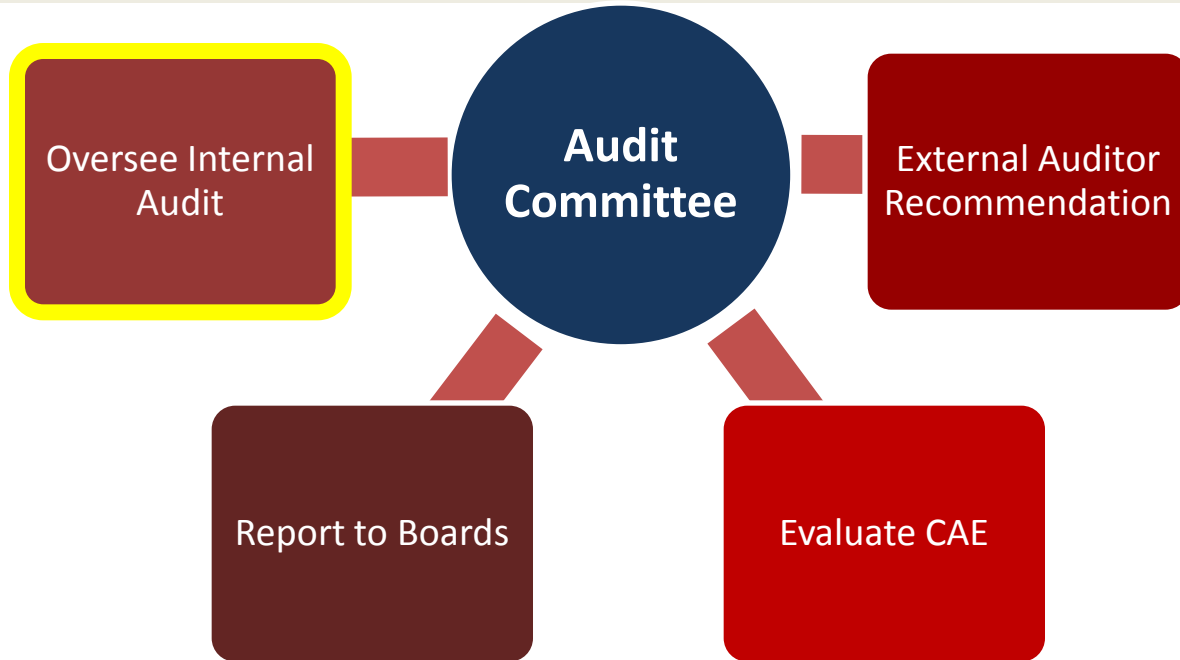 Audit
Committee
Oversee Internal
Audit
External Auditor
Recommendation
Report to Boards
Evaluate CAE